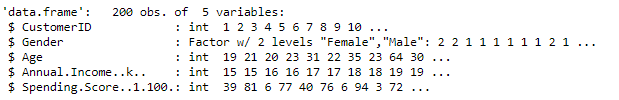 'data.frame':   200 obs. of  5 variables:
 $ CustomerID            : int  1 2 3 4 5 6 7 8 9 10 ...
 $ Gender                : Factor w/ 2 levels "Female","Male": 2 2 1 1 1 1 1 1 2 1 ...
 $ Age                   : int  19 21 20 23 31 22 35 23 64 30 ...
 $ Annual.Income..k..    : int  15 15 16 16 17 17 18 18 19 19 ...
 $ Spending.Score..1.100.: int  39 81 6 77 40 76 6 94 3 72 ...